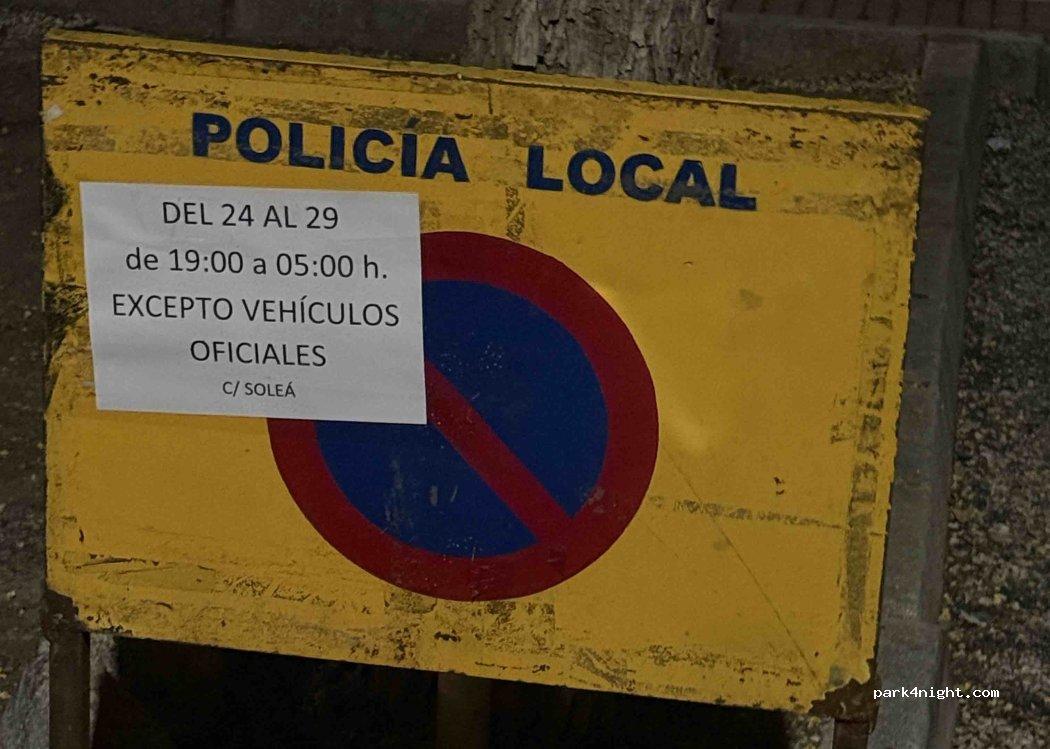 POLICÍA LOCAL
DEL 24 AL 29
de 19:00 a 05:00 h.
EXCEPTO VEHÍCULOS
OFICIALES
C/ SOLEÁ
park4night.com